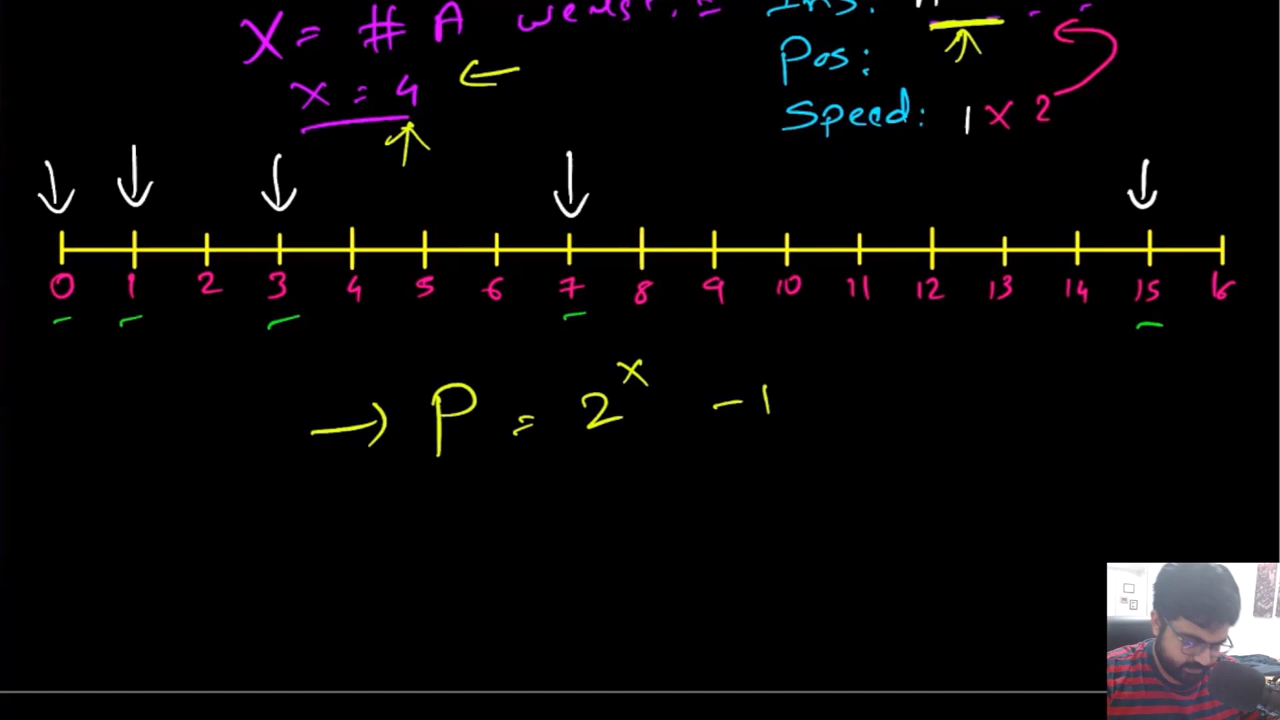 X = # A
x = 4
Ins: A
Pos:
Speed: 1 x 2
0 1 2 3 4 5 6 7 8 9 10 11 12 13 14 15 16
→ P = 2^x - 1